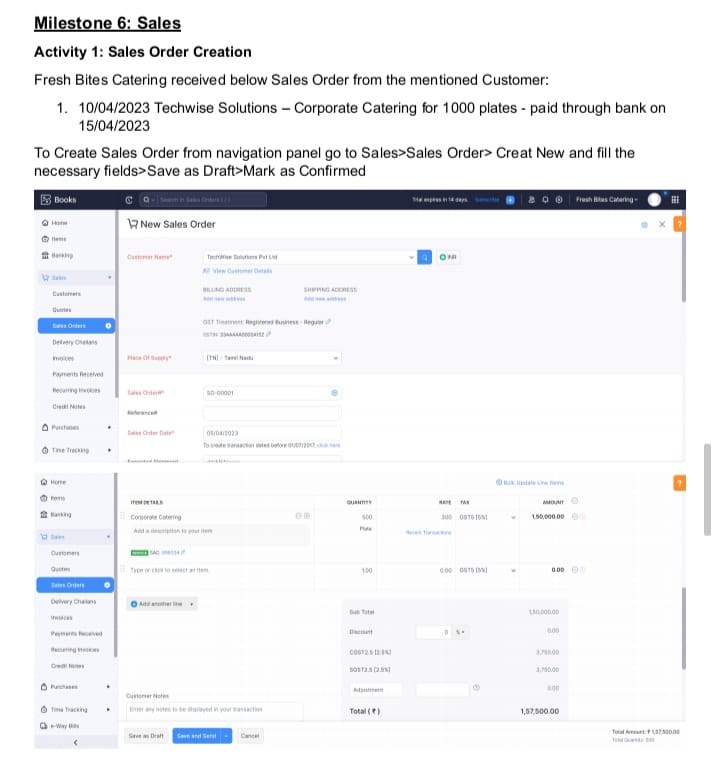 Milestone 6: Sales
Activity 1: Sales Order Creation
Fresh Bites Catering received below Sales Order from the mentioned Customer:
1. 10/04/2023 Techwise Solutions – Corporate Catering for 1000 plates - paid through bank on
15/04/2023
To Create Sales Order from navigation panel go to Sales>Sales Order> Creat New and fill the
necessary fields>Save as Draft>Mark as Confirmed
Books
Search in Sales Orders ( / )
Trial expires in 14 days. Subscribe
Fresh Bites Catering
Home
Items
Banking
Sales
Customers
Quotes
Sales Orders
Delivery Challans
Invoices
Payments Received
Recurring Invoices
Credit Notes
Purchases
Time Tracking
New Sales Order
Customer Name*
TechWise Solutions Pvt Ltd
INR
View Customer Details
BILLING ADDRESS
SHIPPING ADDRESS
Add new address
Add new address
GST Treatment: Registered Business - Regular
GSTIN:
Place Of Supply*
[TN] - Tamil Nadu
Sales Order#*
SO-00001
Reference#
Sales Order Date*
05/04/2023
To create transaction dated before 01/07/2017, click here
Expected Shipment
Home
Items
Banking
Sales
Customers
Quotes
Sales Orders
Delivery Challans
Invoices
Payments Received
Recurring Invoices
Credit Notes
Purchases
Time Tracking
e-Way Bills
Bulk Update Line Items
ITEM DETAILS
QUANTITY
RATE
TAX
AMOUNT
Corporate Catering
500
300
GST5 [5%]
1,50,000.00
Add a description to your item
Plate
Recent Transactions
SAC:
Type or click to select an item.
1.00
0.00
GST5 [5%]
0.00
Add another line
Sub Total
1,50,000.00
Discount
0
%
0.00
CGST2.5 [2.5%]
3,750.00
SGST2.5 [2.5%]
3,750.00
Adjustment
0.00
Customer Notes
Enter any notes to be displayed in your transaction
Total ( ₹ )
1,57,500.00
Save as Draft
Save and Send
Cancel
Total Amount: ₹ 1,57,500.00
Total Quantity: 500